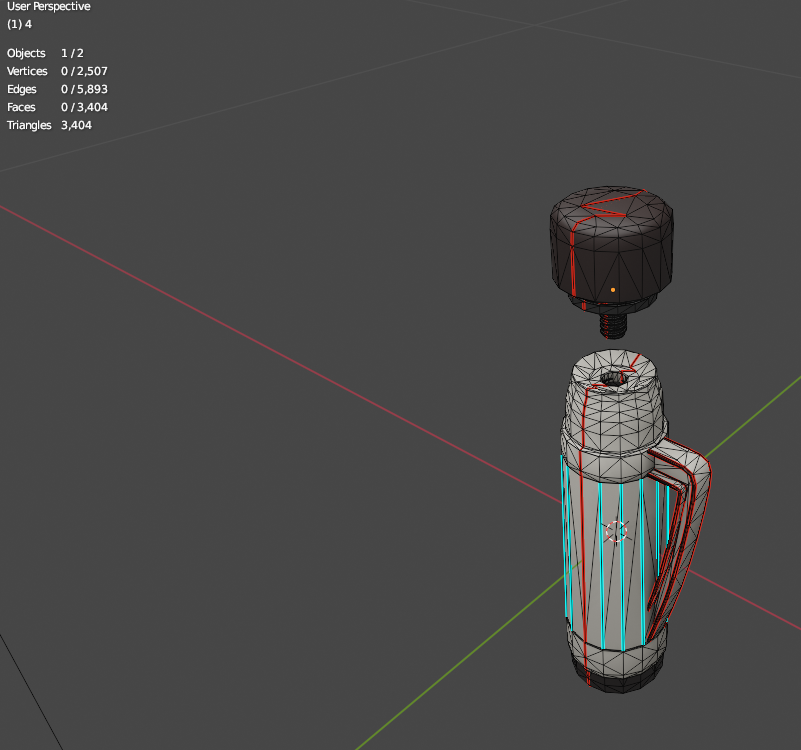 User Perspective
(1) 4
Objects 1 / 2
Vertices 0 / 2,507
Edges 0 / 5,893
Faces 0 / 3,404
Triangles 3,404